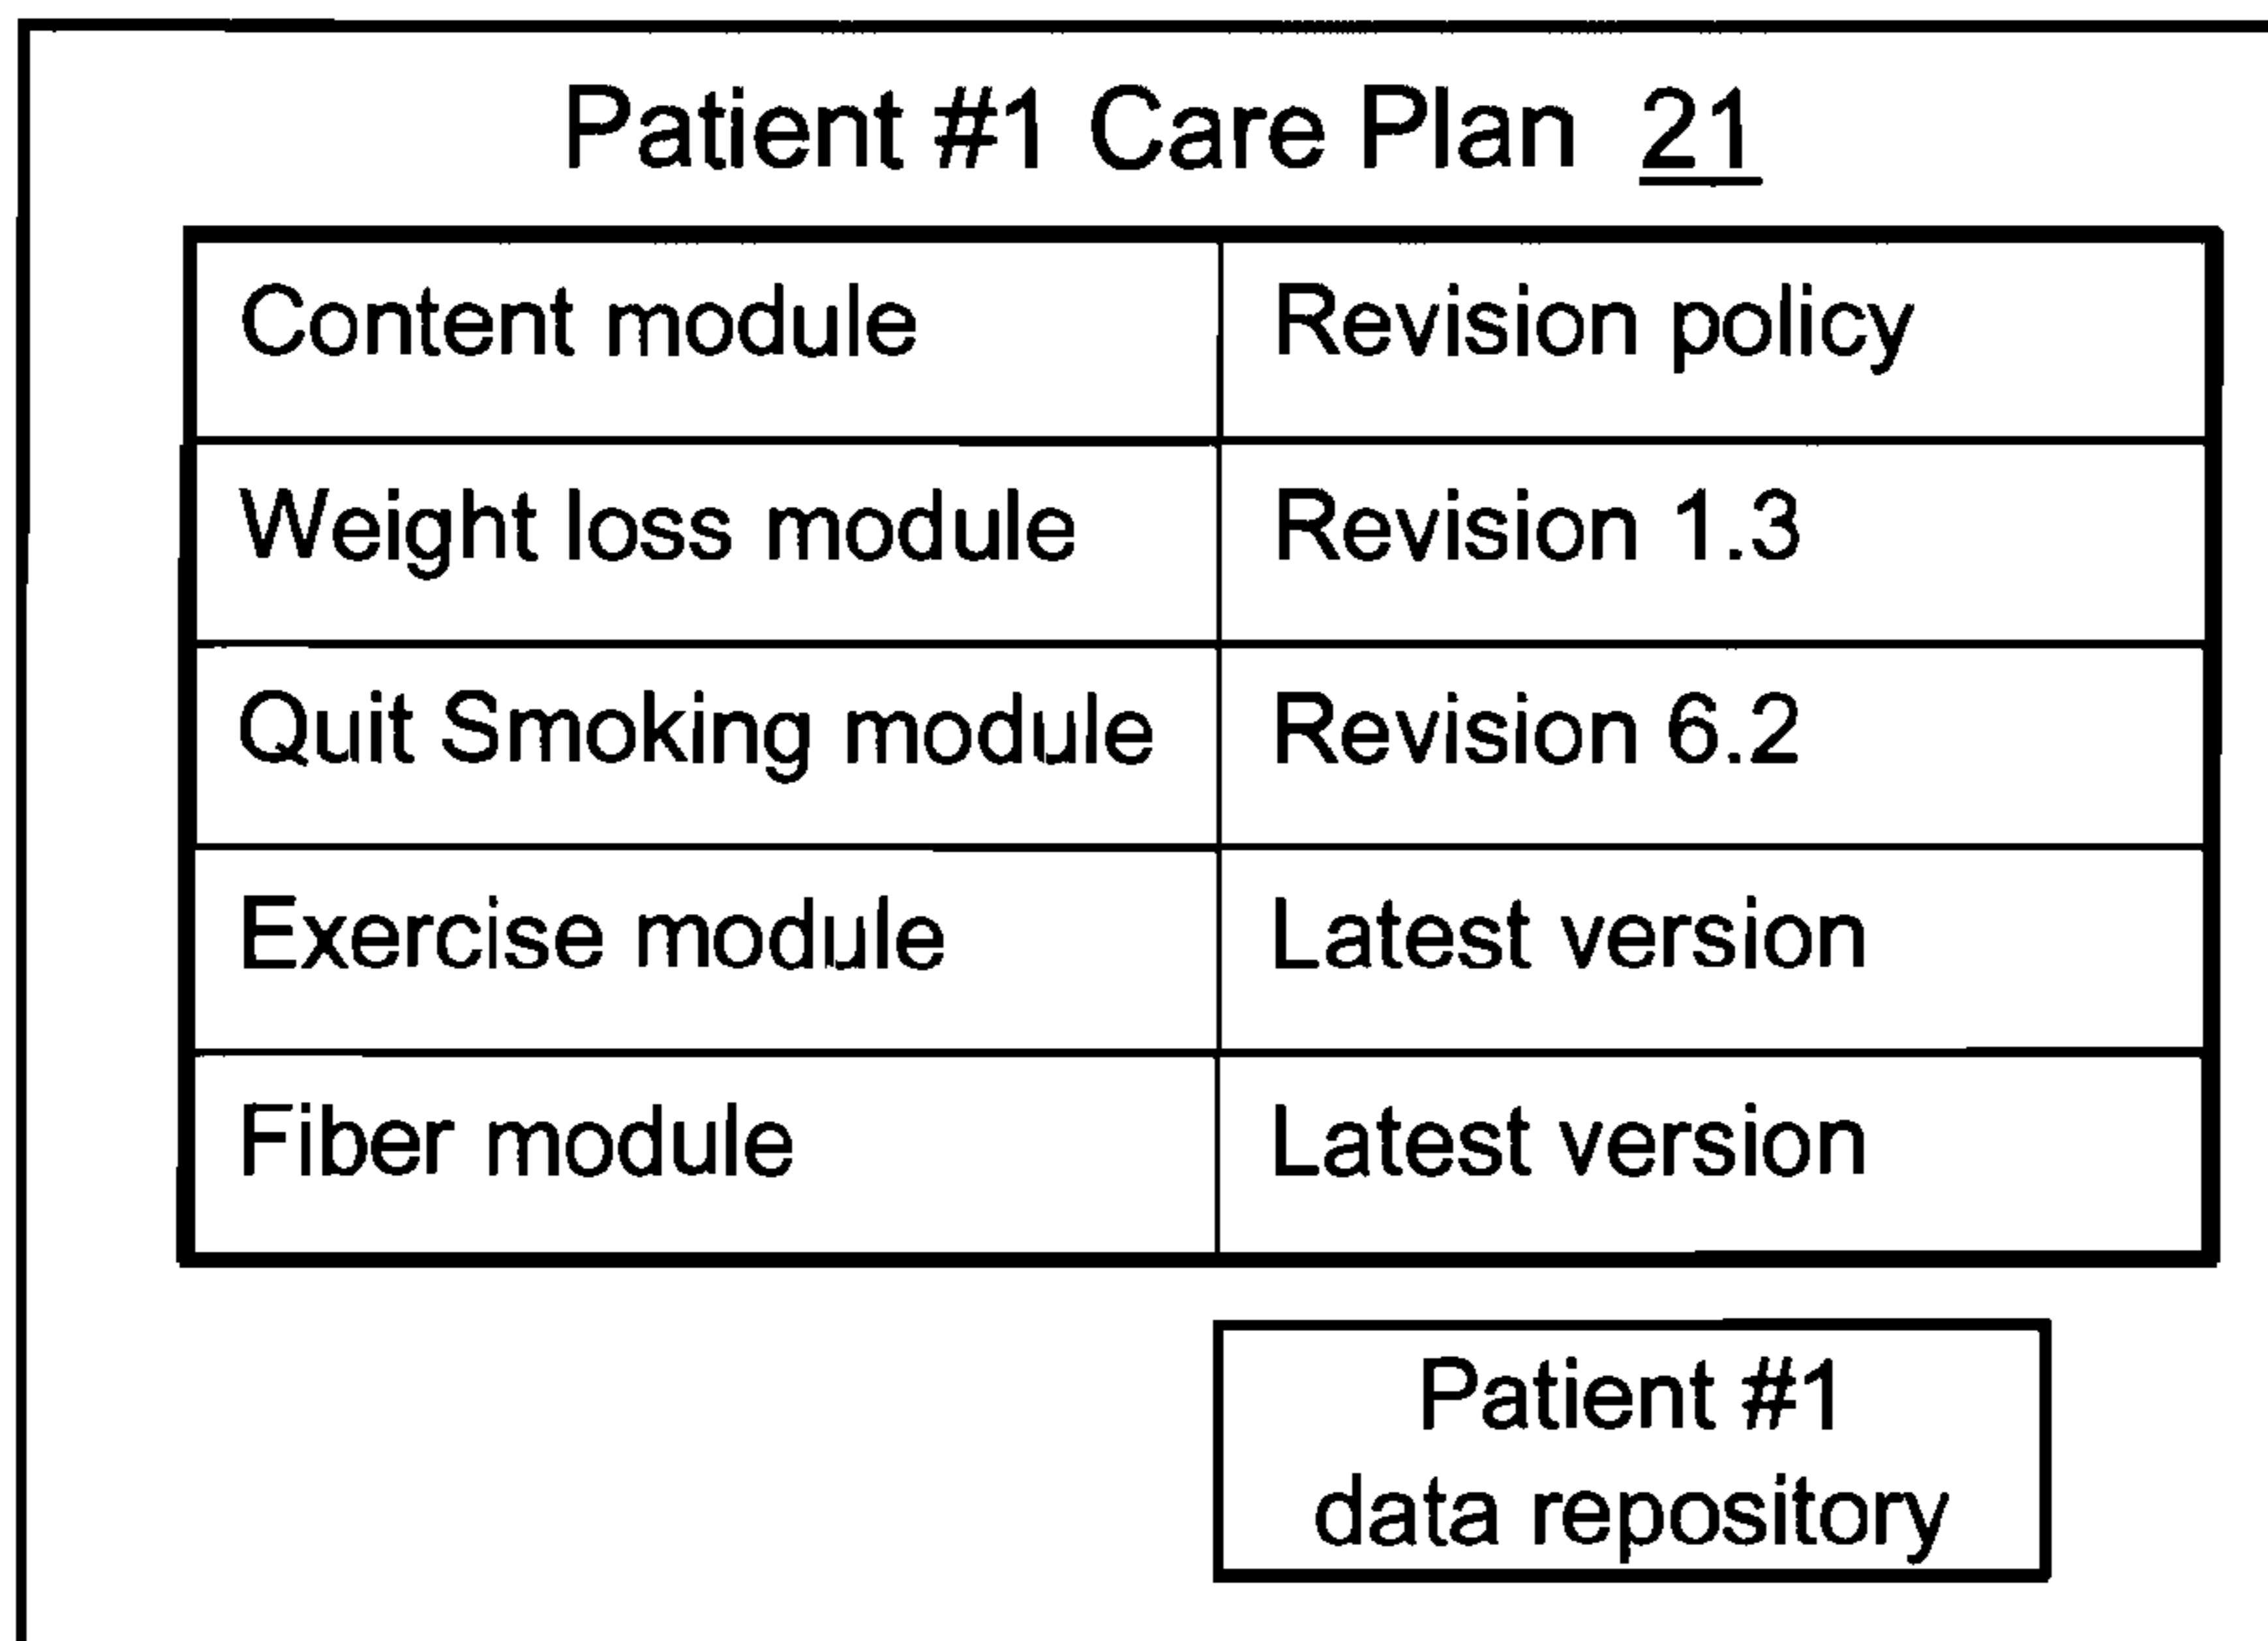 Patient #1 Care Plan 21
Content module Revision policy
Weight loss module Revision 1.3
Quit Smoking module Revision 6.2
Exercise module Latest version
Fiber module Latest version
Patient #1
data repository